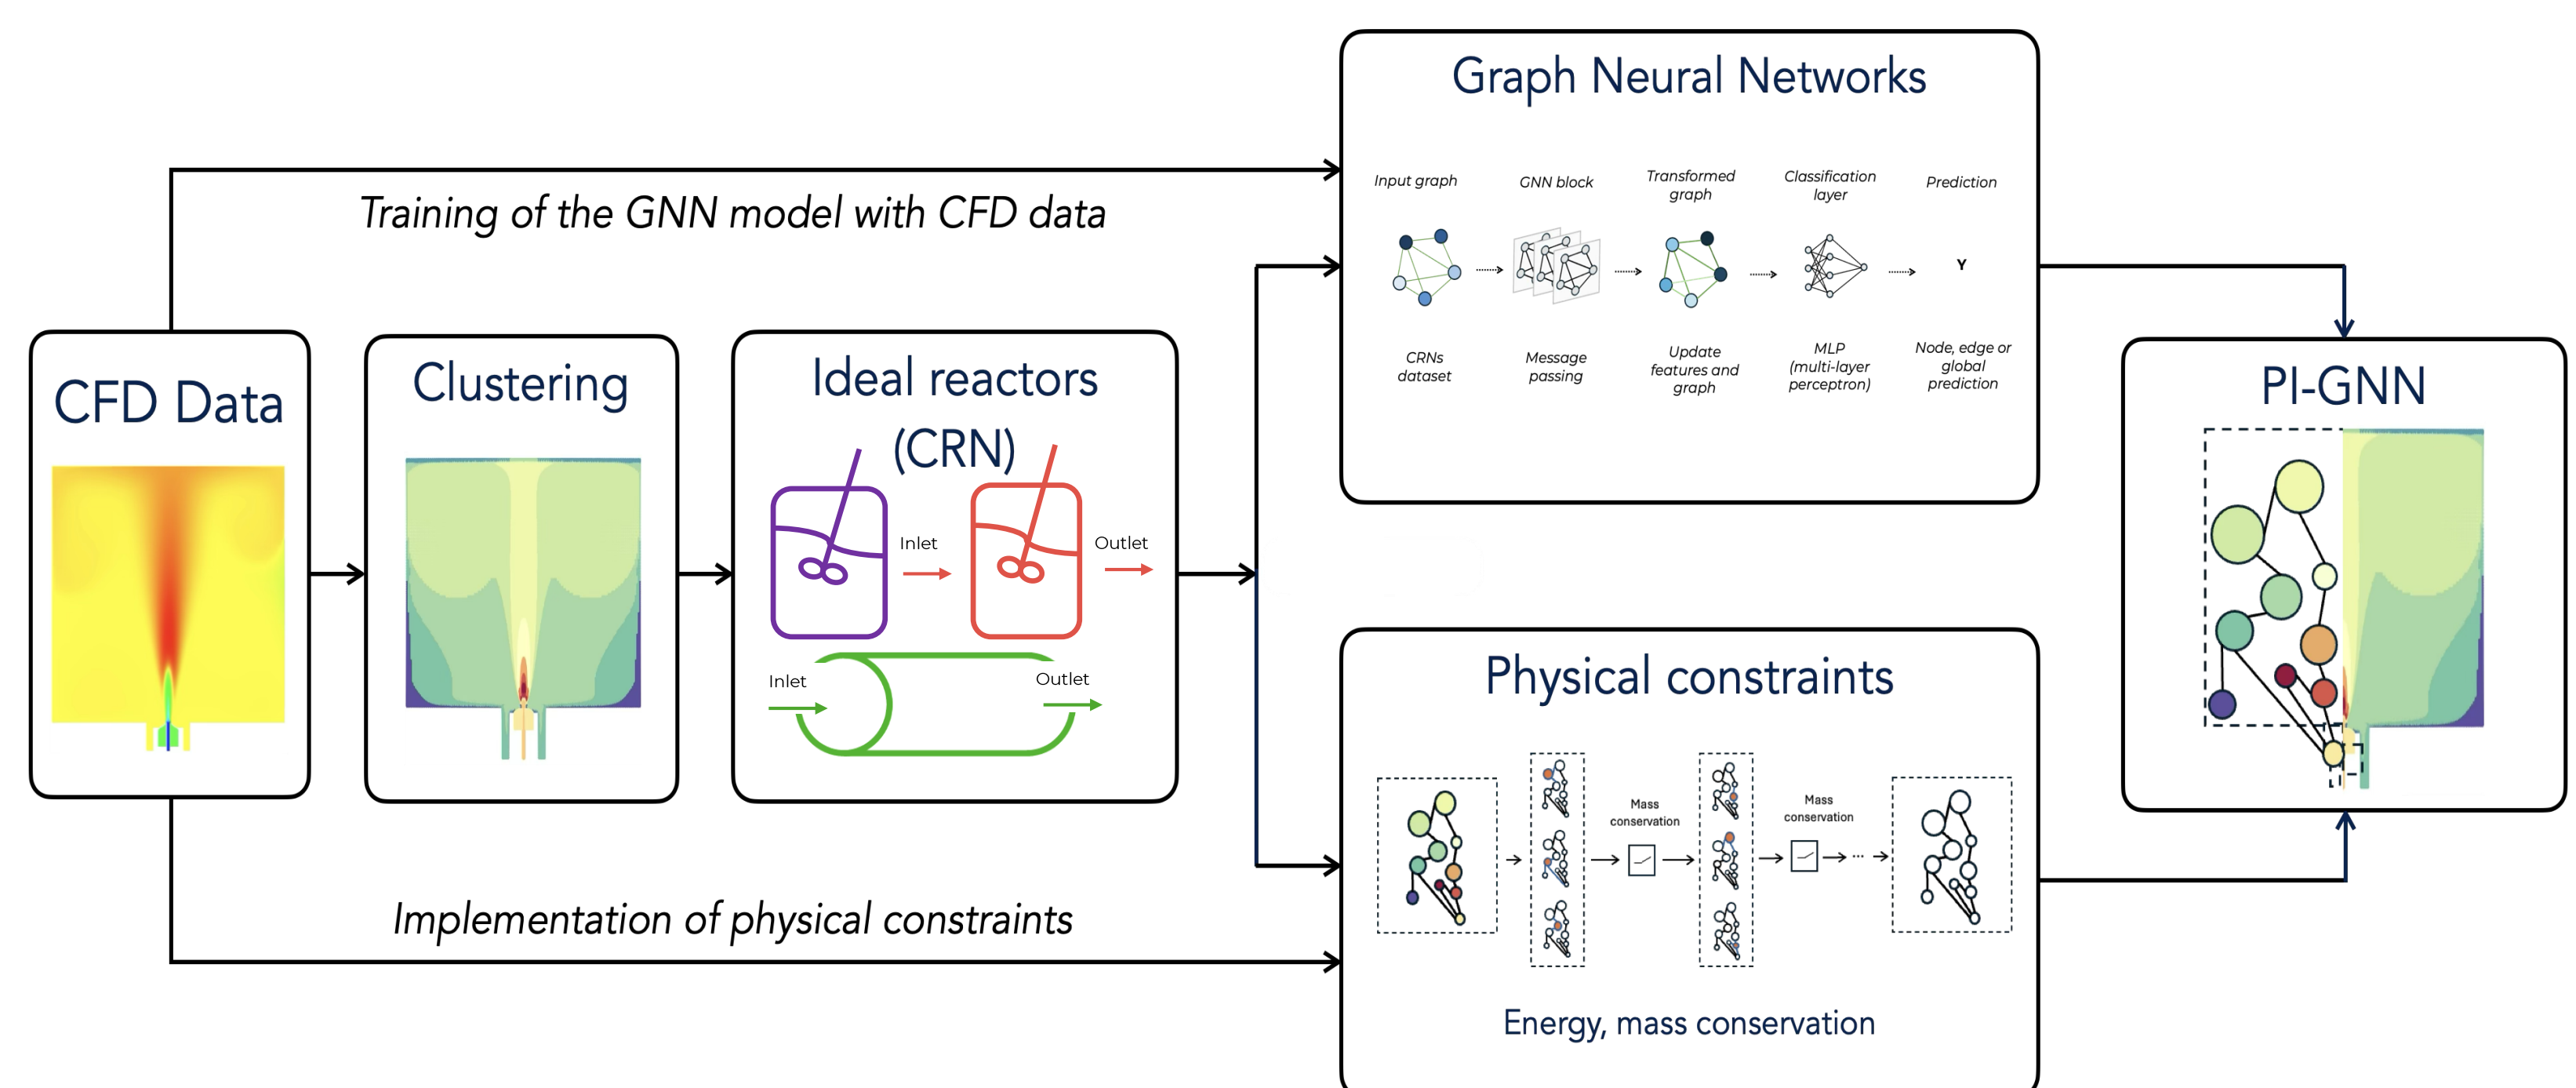 Graph Neural Networks
Input graph
GNN block
Transformed
graph
Classification
layer
Prediction
Y
CRNs
dataset
Message
passing
Update
features and
graph
MLP
(multi-layer
perceptron)
Node, edge or
global
prediction
Training of the GNN model with CFD data
CFD Data
Clustering
Ideal reactors
(CRN)
Inlet
Outlet
Inlet
Outlet
PI-GNN
Physical constraints
Mass
conservation
Mass
conservation
...
Energy, mass conservation
Implementation of physical constraints